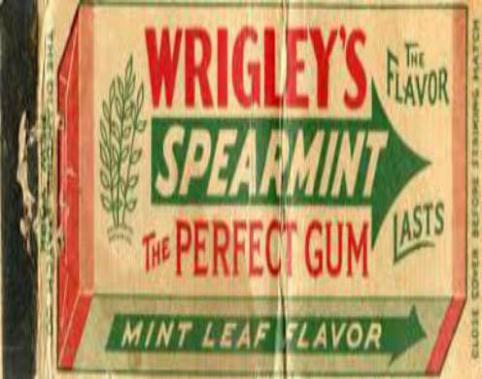 WRIGLEY'S
THE
FLAVOR
SPEARMINT
THE PERFECT GUM
LASTS
MINT LEAF FLAVOR
CLOSE COVER BEFORE STRIKING MATCH